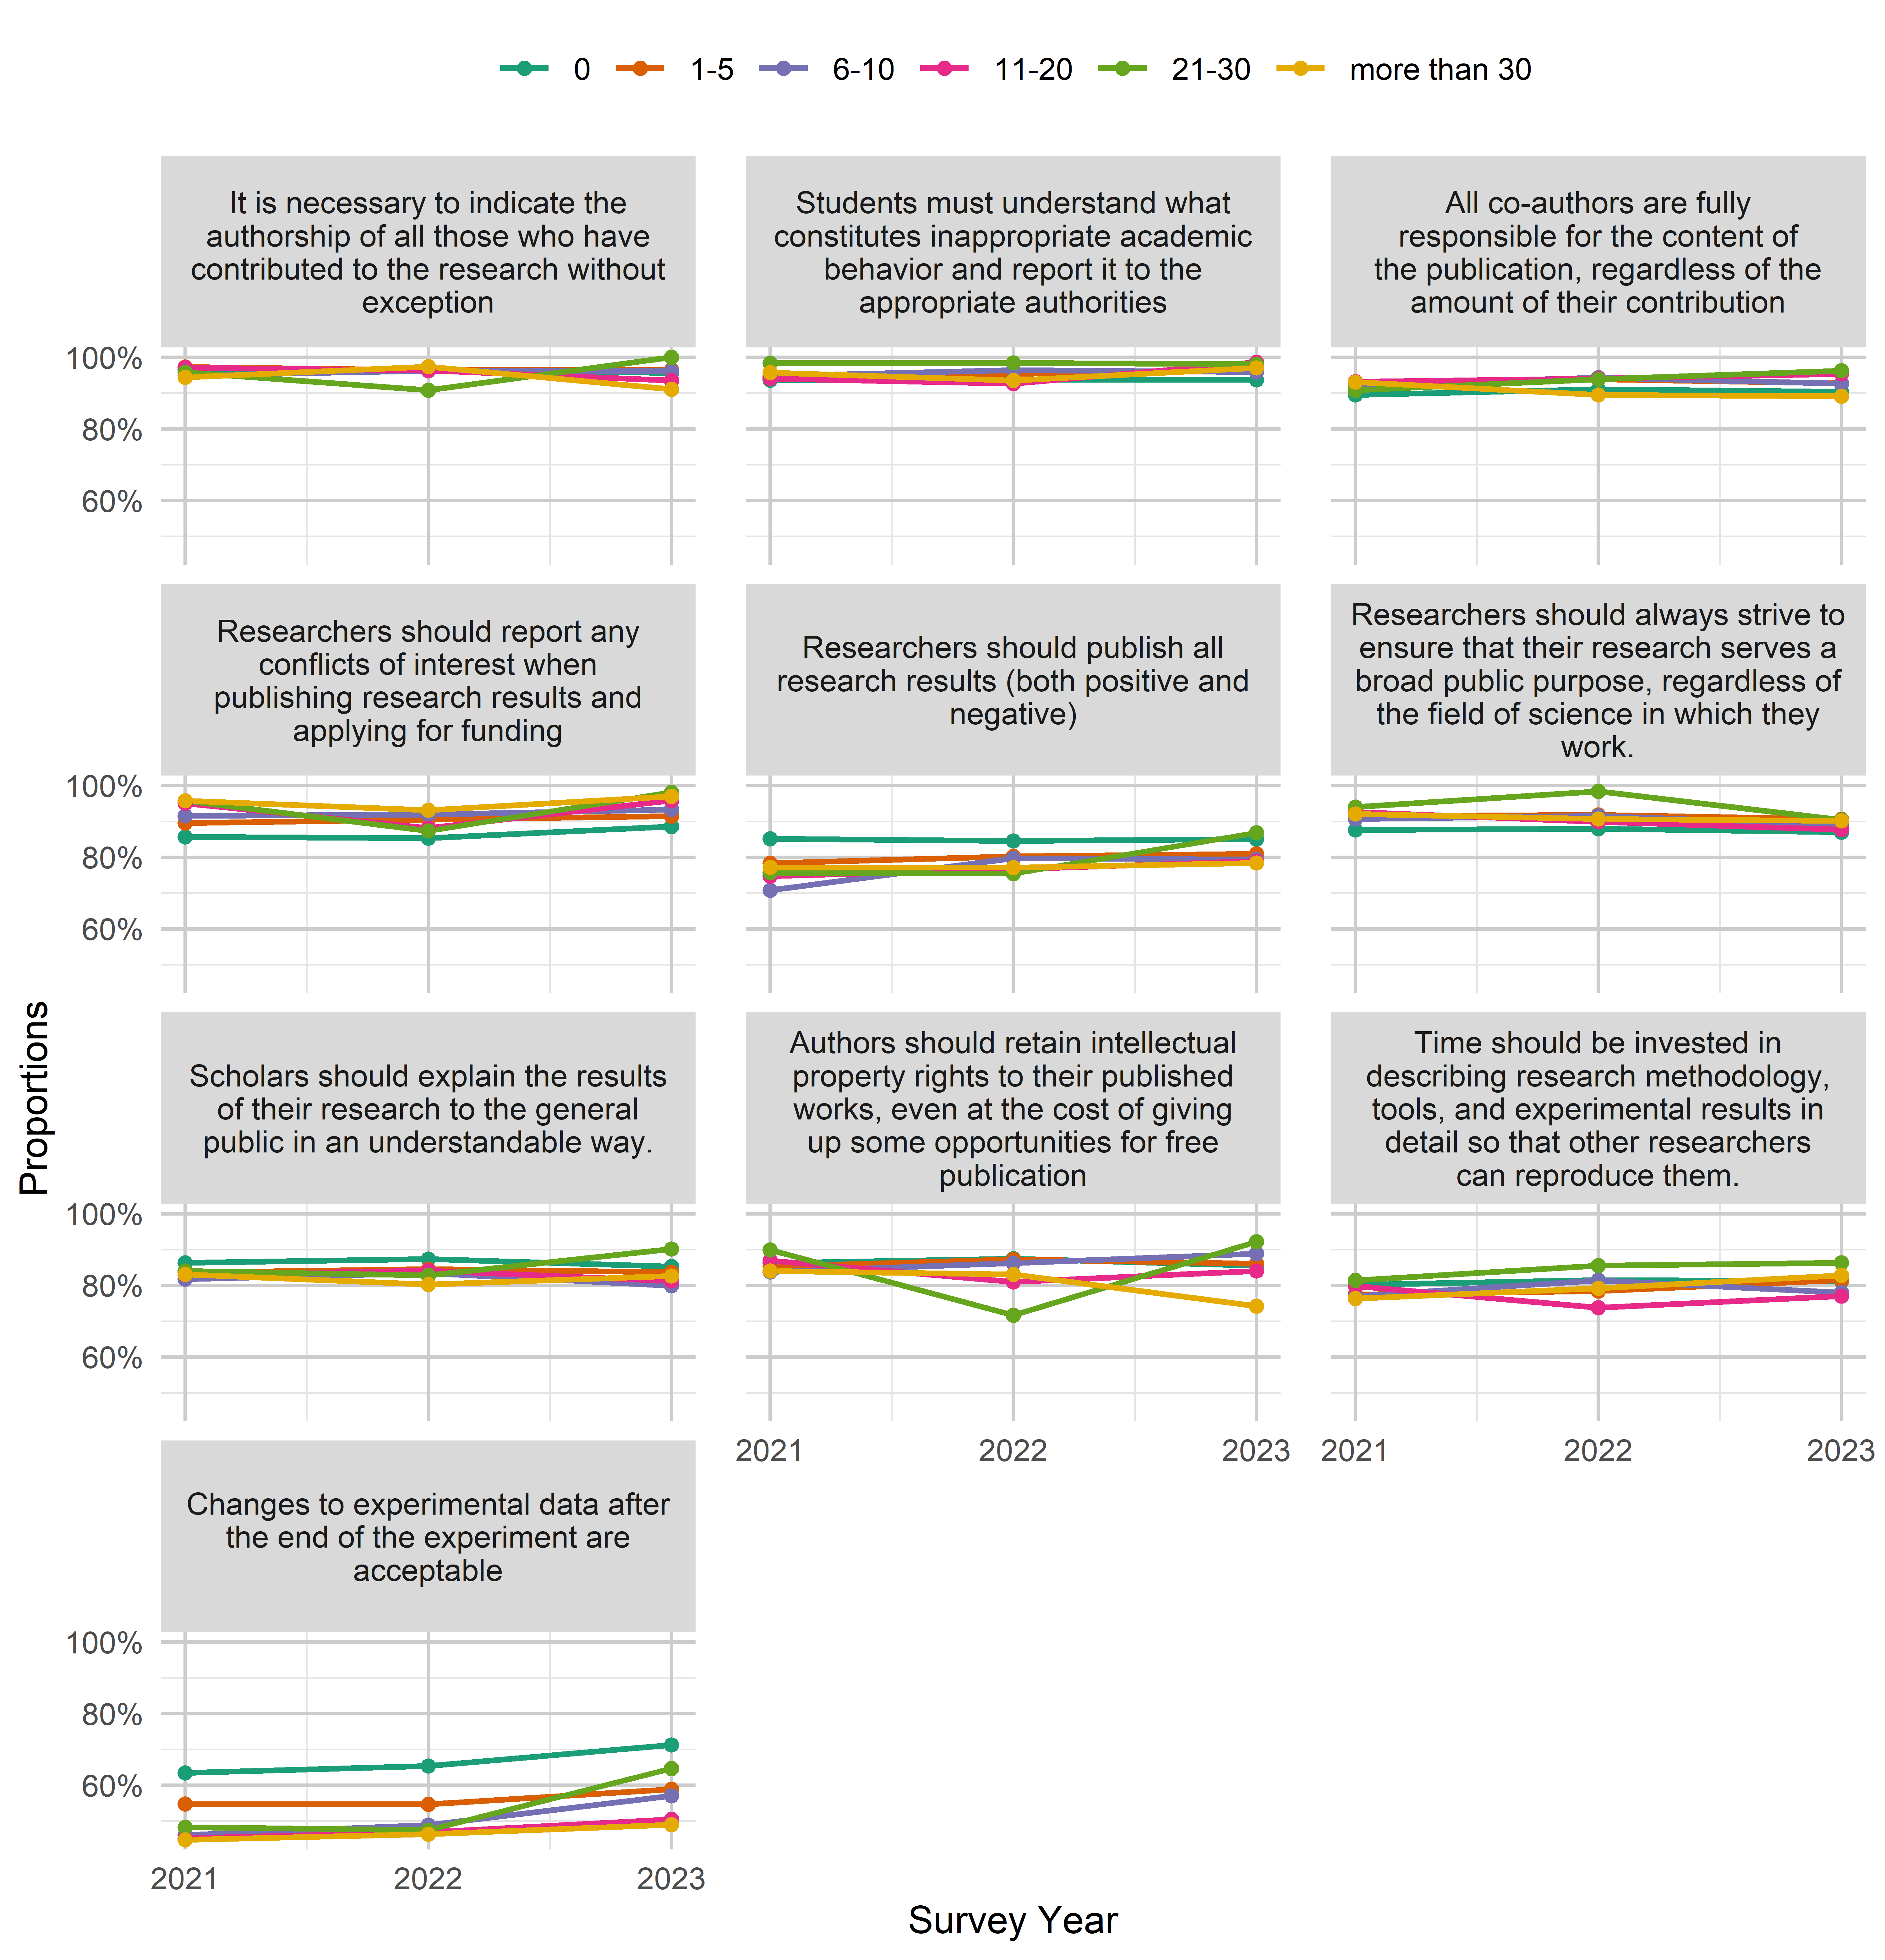 0 1-5 6-10 11-20 21-30 more than 30
It is necessary to indicate the
authorship of all those who have
contributed to the research without
exception
Students must understand what
constitutes inappropriate academic
behavior and report it to the
appropriate authorities
All co-authors are fully
responsible for the content of
the publication, regardless of the
amount of their contribution
100%
80%
60%
Researchers should report any
conflicts of interest when
publishing research results and
applying for funding
Researchers should publish all
research results (both positive and
negative)
Researchers should always strive to
ensure that their research serves a
broad public purpose, regardless of
the field of science in which they
work.
100%
80%
60%
Proportions
Scholars should explain the results
of their research to the general
public in an understandable way.
Authors should retain intellectual
property rights to their published
works, even at the cost of giving
up some opportunities for free
publication
Time should be invested in
describing research methodology,
tools, and experimental results in
detail so that other researchers
can reproduce them.
100%
80%
60%
2021 2022 2023
2021 2022 2023
Changes to experimental data after
the end of the experiment are
acceptable
100%
80%
60%
2021 2022 2023
Survey Year